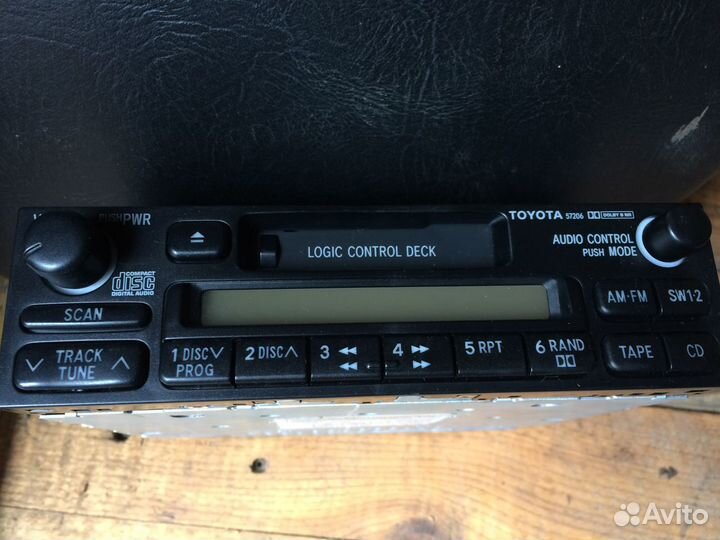 PUSH PWR
TOYOTA 57206 DOLBY B NR
LOGIC CONTROL DECK
AUDIO CONTROL
PUSH MODE
COMPACT
disc
DIGITAL AUDIO
SCAN
AM-FM
SW1·2
TRACK
TUNE
1 DISC
PROG
2 DISC
3
4
5 RPT
6 RAND
TAPE
CD
Avito